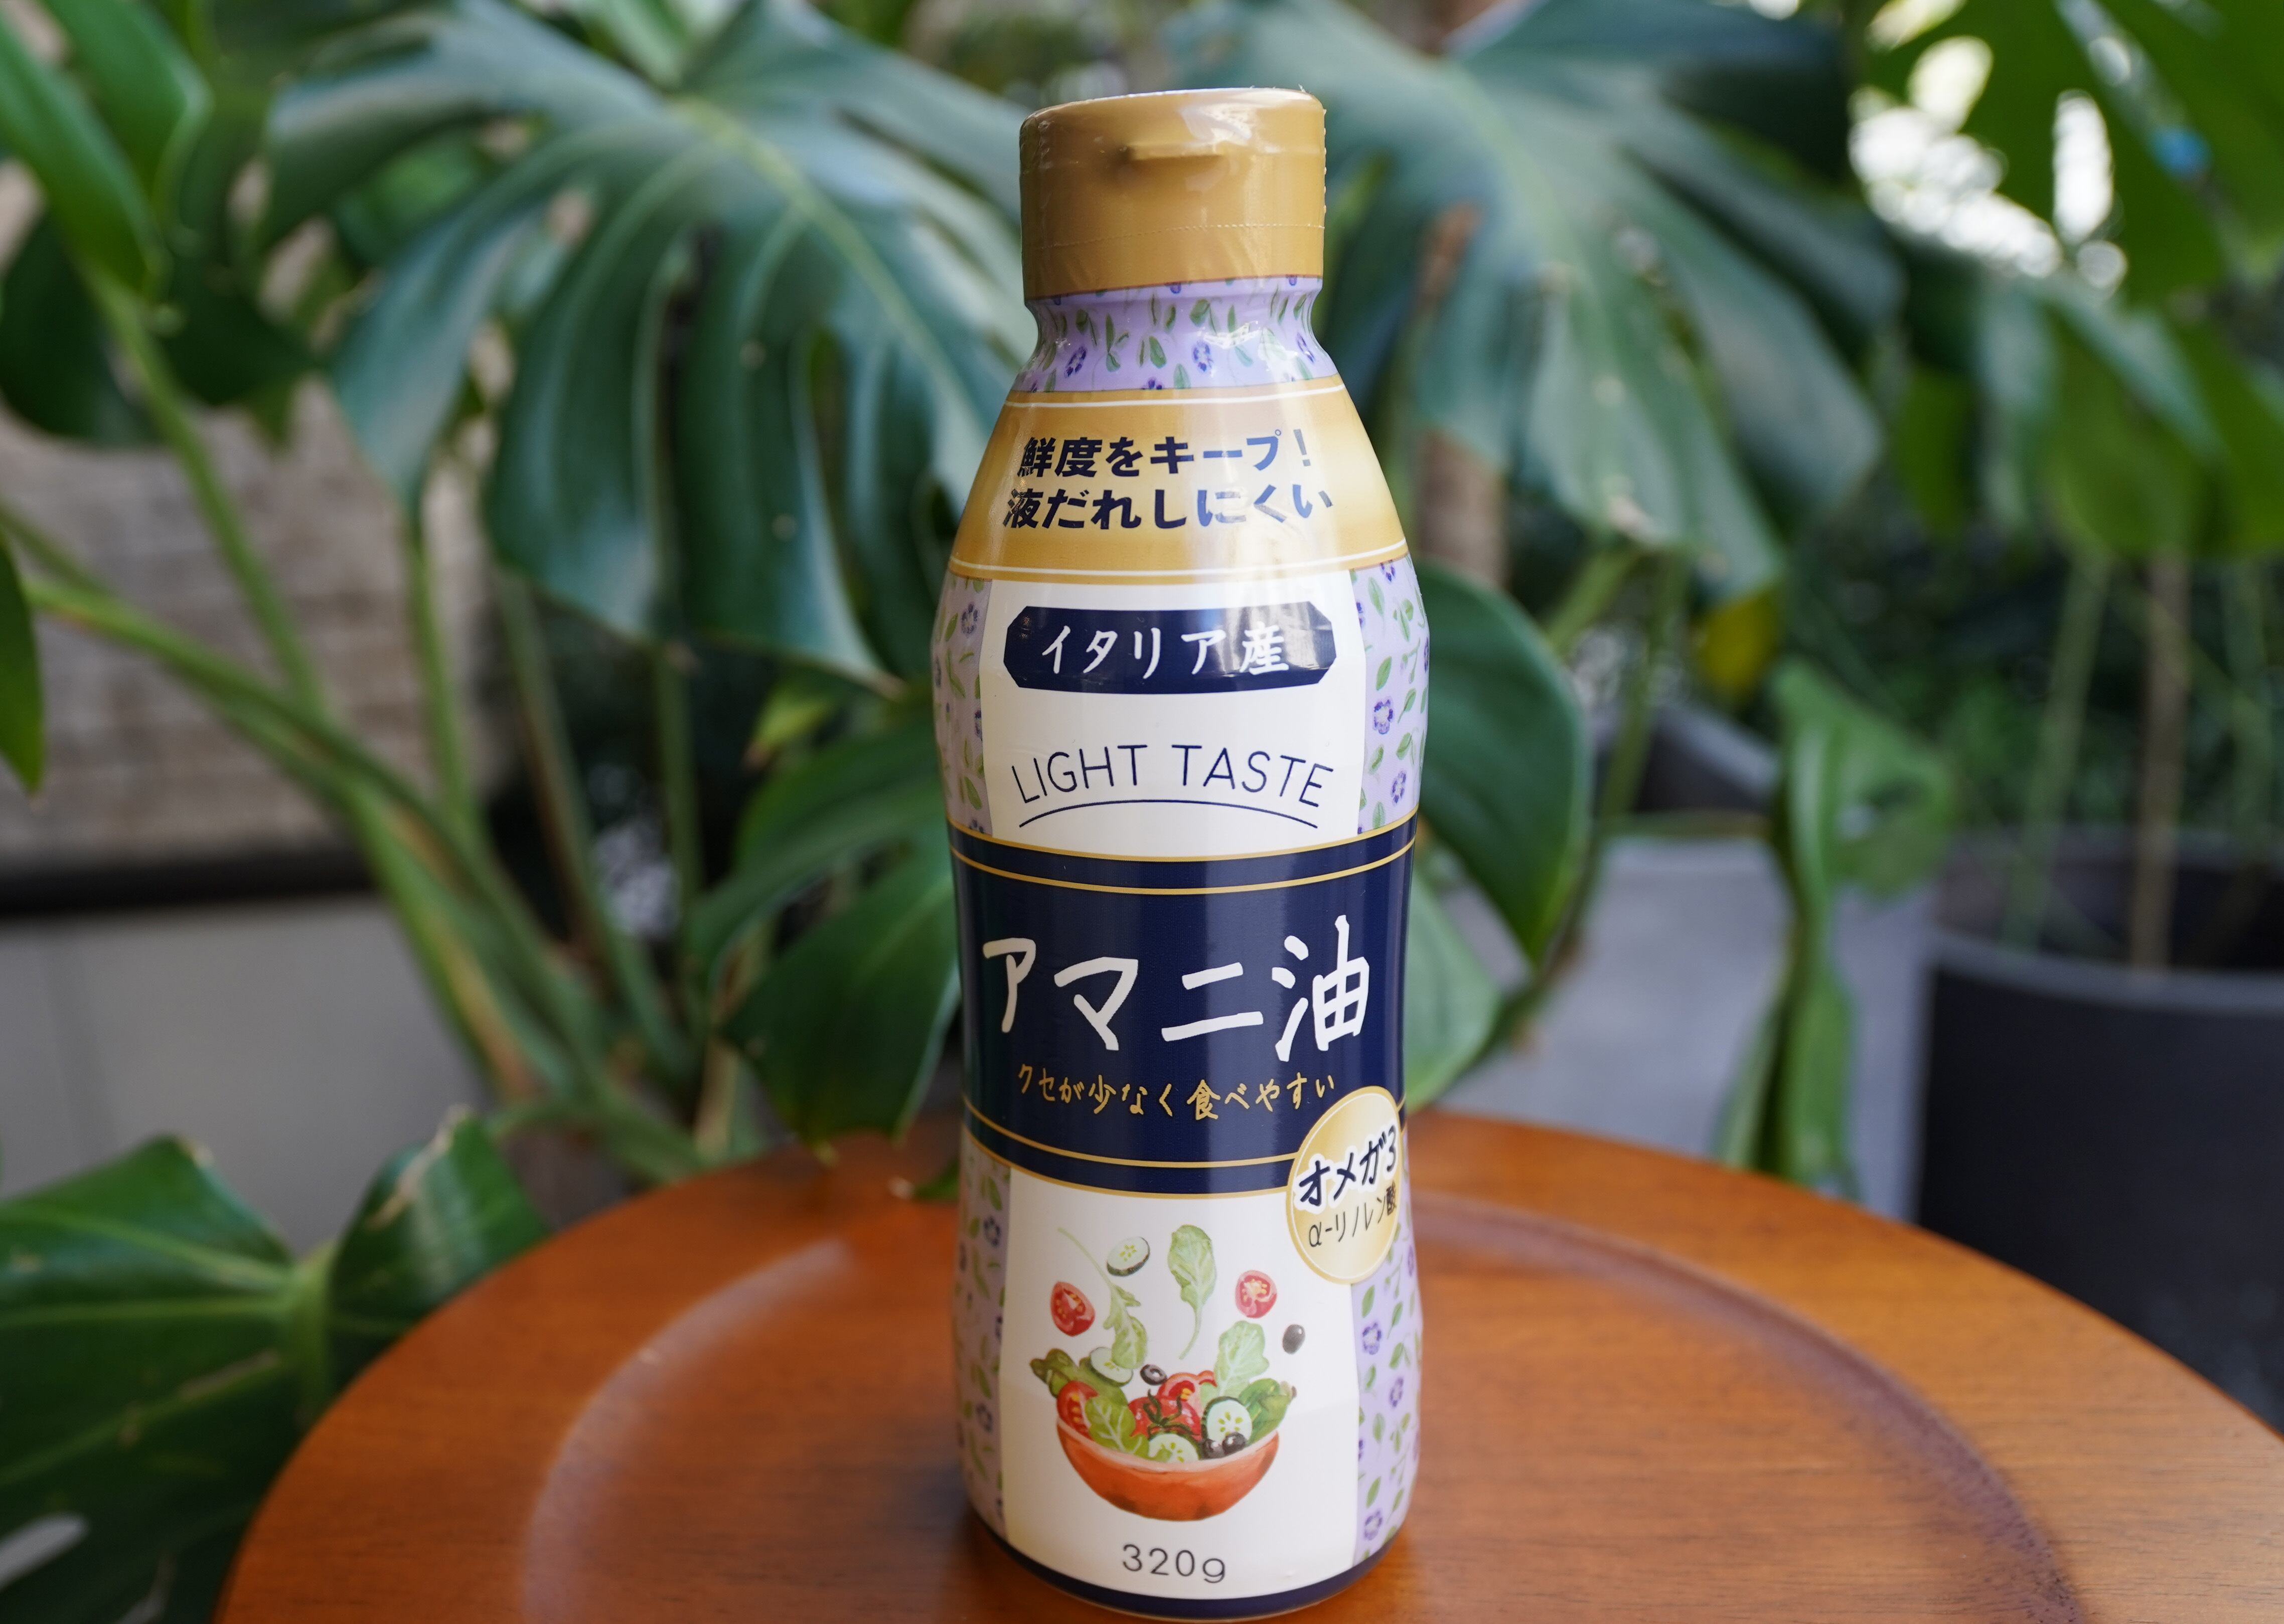 鮮度をキープ!
液だれしにくい
イタリア産
LIGHT TASTE
アマニ油
クセが少なく食べやすい
オメガ3
α-リノレン酸
320g